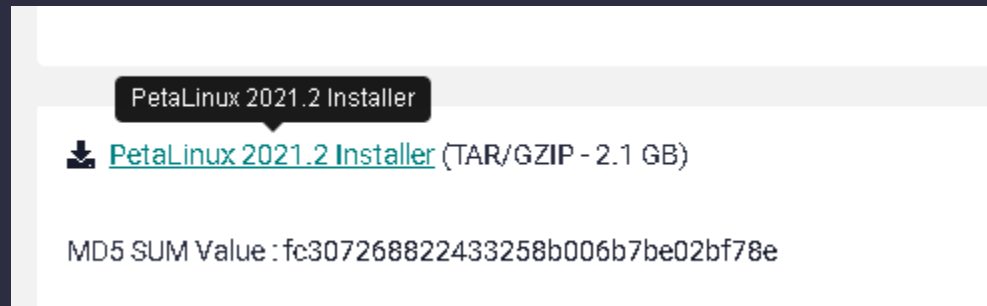 PetaLinux 2021.2 Installer
PetaLinux 2021.2 Installer (TAR/GZIP - 2.1 GB)
MD5 SUM Value : fc307268822433258b006b7be02bf78e